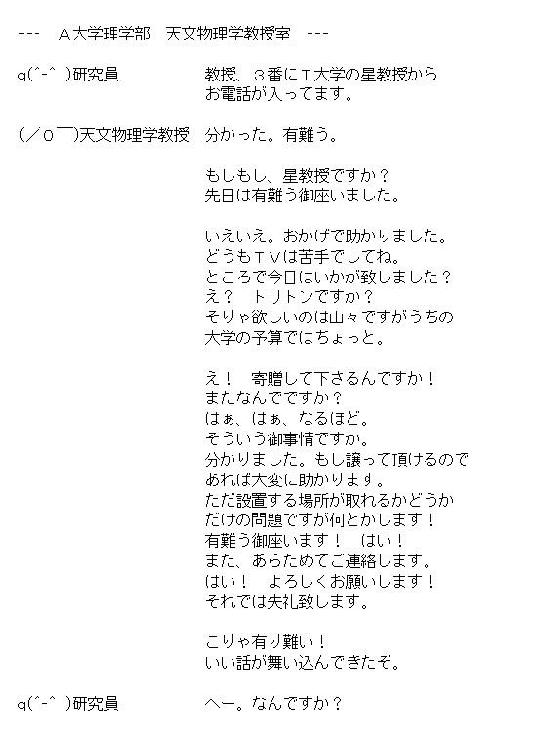 --- A大学理学部 天文物理学教授室 ---
q(^-^ )研究員 教授、3番にT大学の星教授から
お電話が入ってます。
(／0￣)天文物理学教授 分かった。有難う。
もしもし、星教授ですか？
先日は有難う御座いました。
いえいえ。おかげで助かりました。
どうもTVは苦手でしてね。
ところで今日はいかが致しました？
え？ トリトンですか？
そりゃ欲しいのは山々ですがうちの
大学の予算ではちょっと。
え！ 寄贈して下さるんですか！
またなんでですか？
はぁ、はぁ、なるほど。
そういう御事情ですか。
分かりました。もし譲って頂けるので
あれば大変に助かります。
ただ設置する場所が取れるかどうか
だけの問題ですが何とかします！
有難う御座います！ はい！
また、あらためてご連絡します。
はい！ よろしくお願いします！
それでは失礼致します。
こりゃ有り難い！
いい話が舞い込んできたぞ。
q(^-^ )研究員 へー。なんですか？